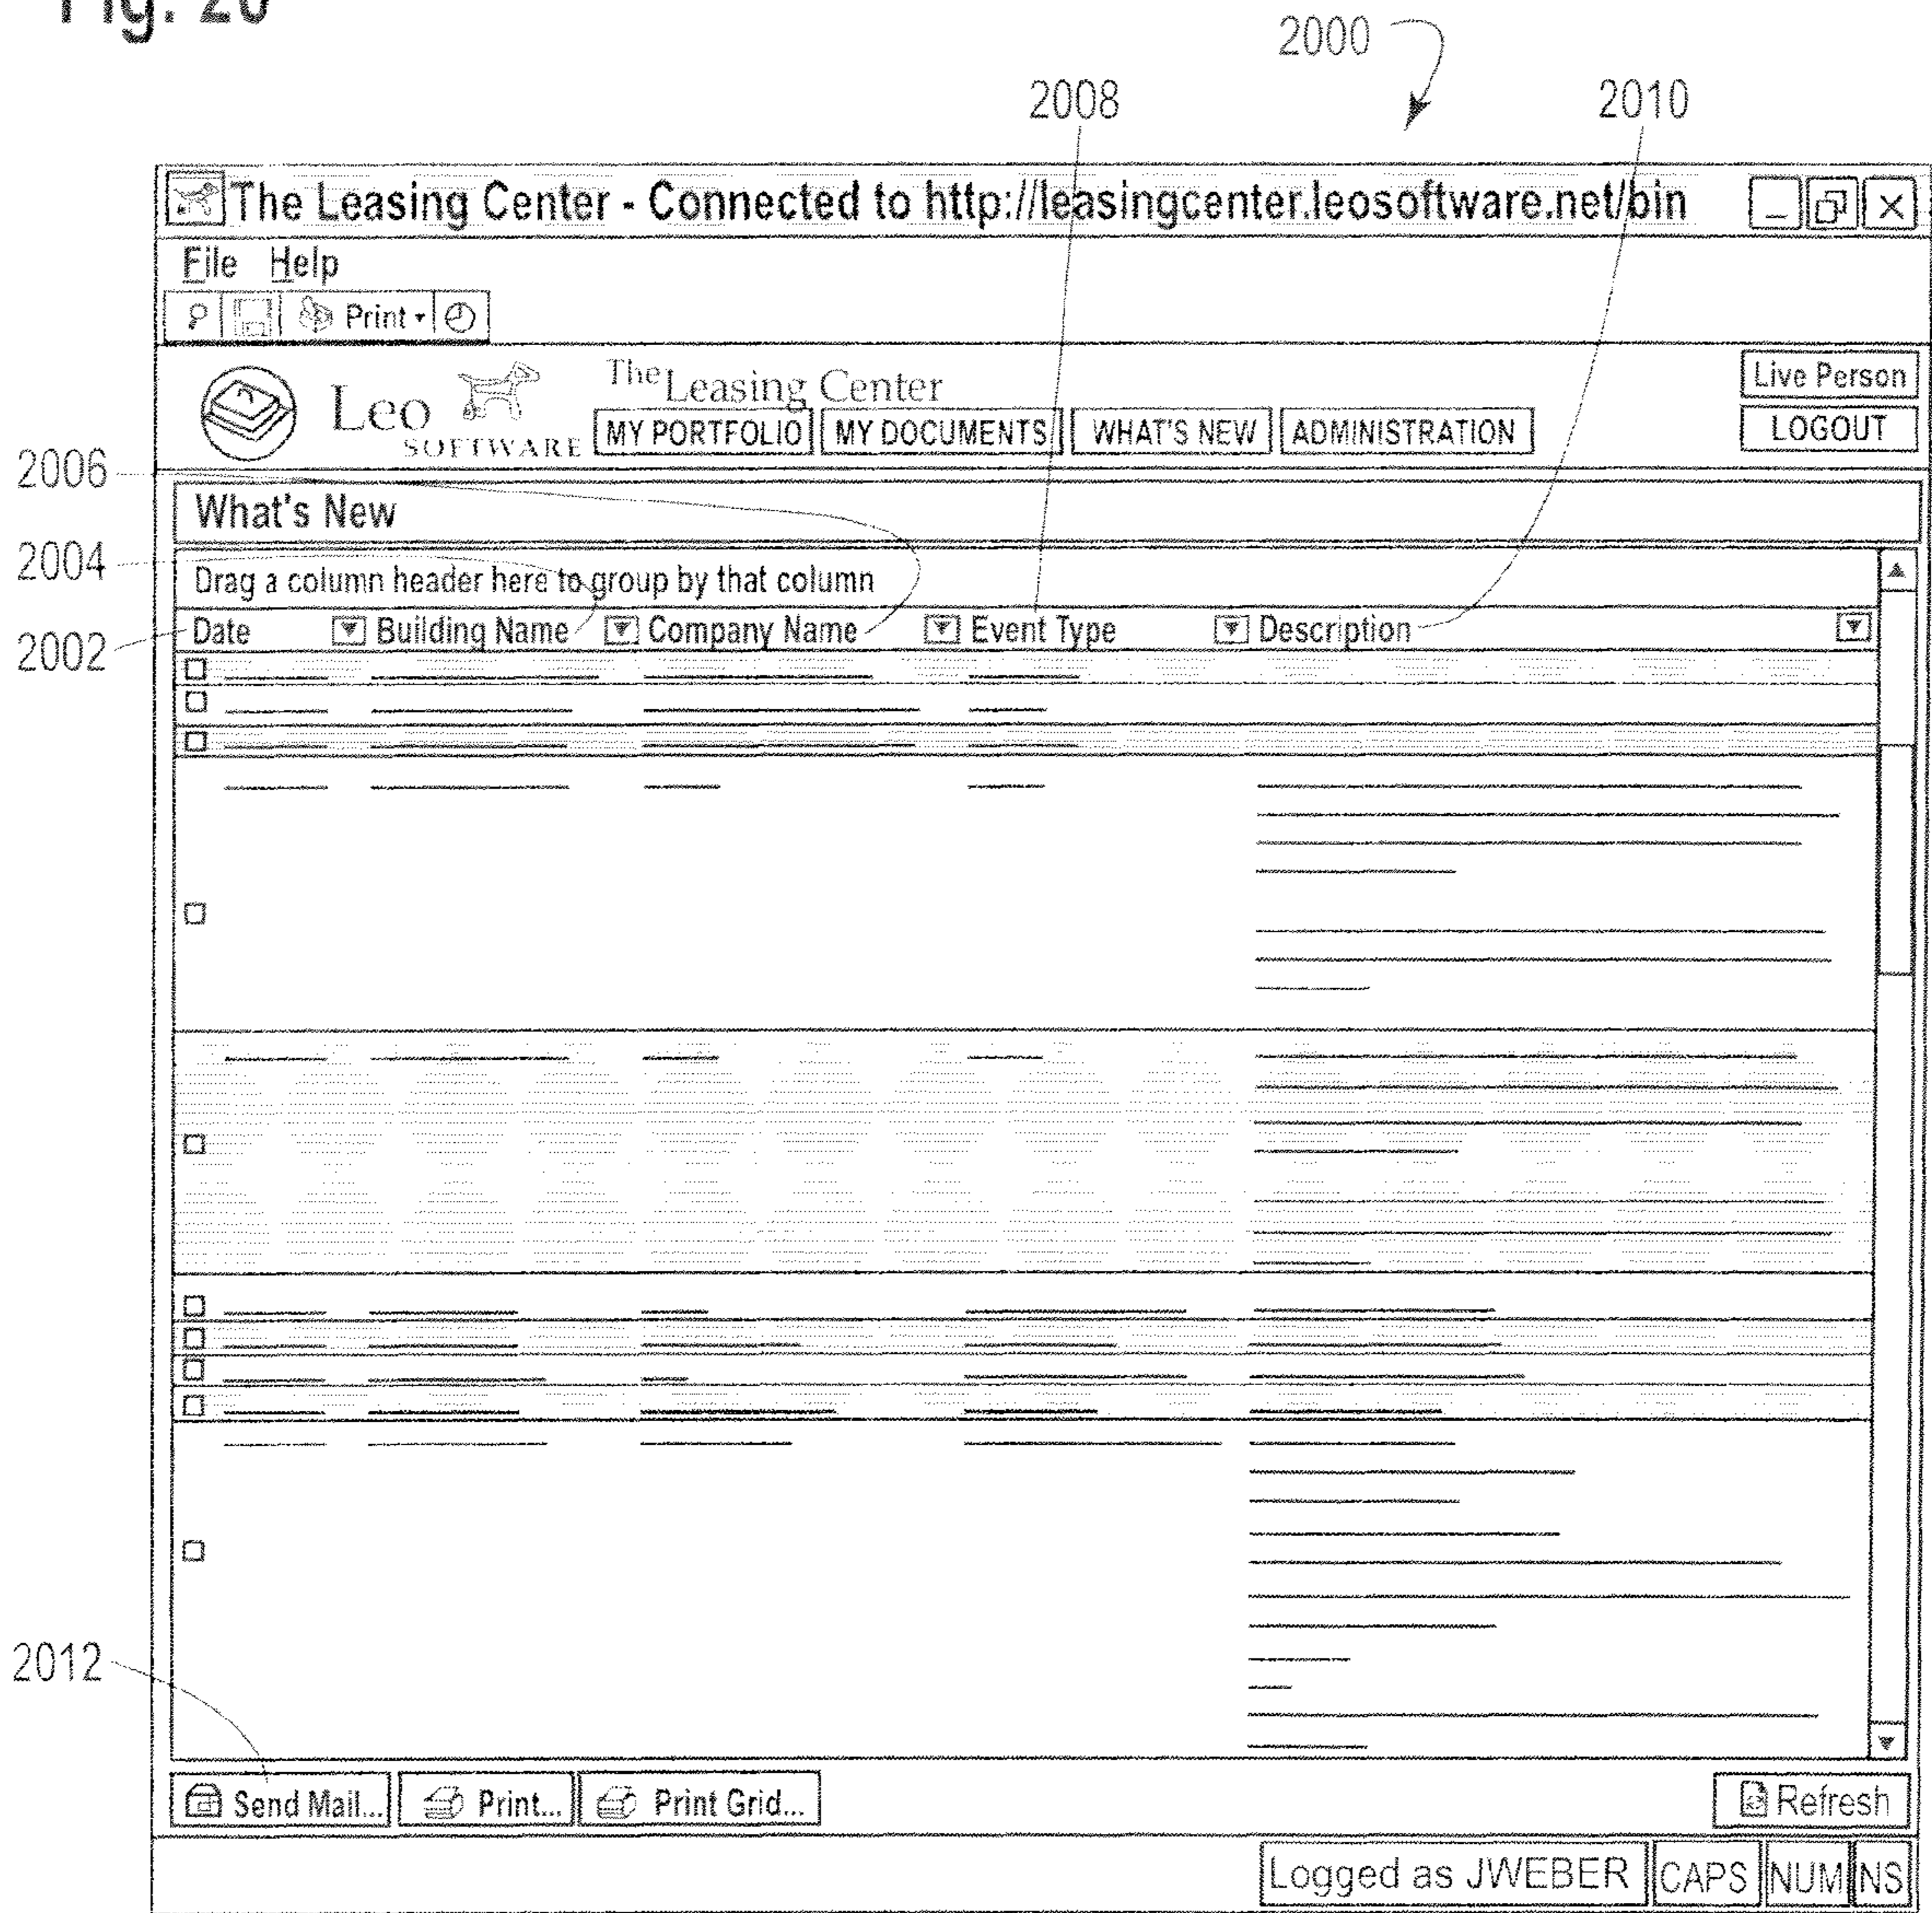 Fig. 20
2000
2008
2010
The Leasing Center - Connected to http://leasingcenter.leosoftware.net/bin
File Help
Print
Leo SOFTWARE
The Leasing Center
Live Person
MY PORTFOLIO MY DOCUMENTS WHAT'S NEW ADMINISTRATION
LOGOUT
2006
What's New
2004
Drag a column header here to group by that column
2002
Date Building Name Company Name Event Type Description
2012
Send Mail... Print... Print Grid... Refresh
Logged as JWEBER CAPS NUM NS